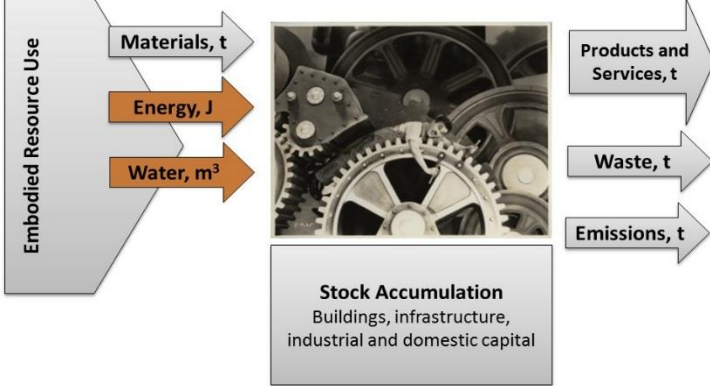 Embodied Resource Use
Materials, t
Energy, J
Water, m³
Products and
Services, t
Waste, t
Emissions, t
Stock Accumulation
Buildings, infrastructure,
industrial and domestic capital